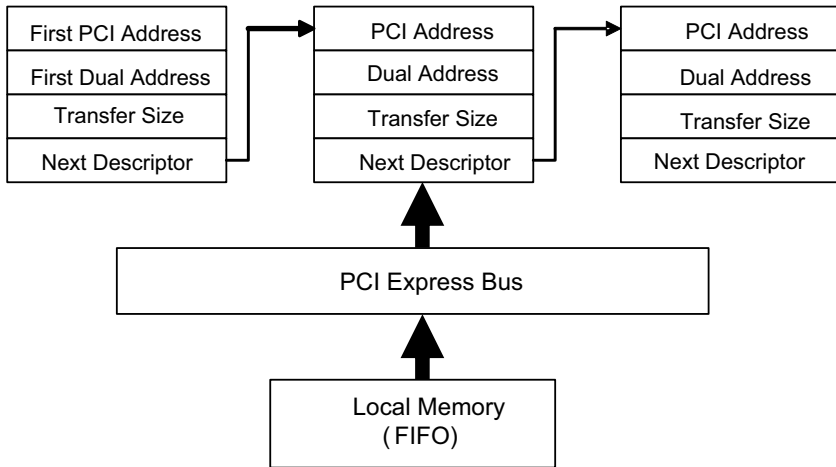 First PCI Address
First Dual Address
Transfer Size
Next Descriptor
PCI Address
Dual Address
Transfer Size
Next Descriptor
PCI Address
Dual Address
Transfer Size
Next Descriptor
PCI Express Bus
Local Memory
( FIFO)